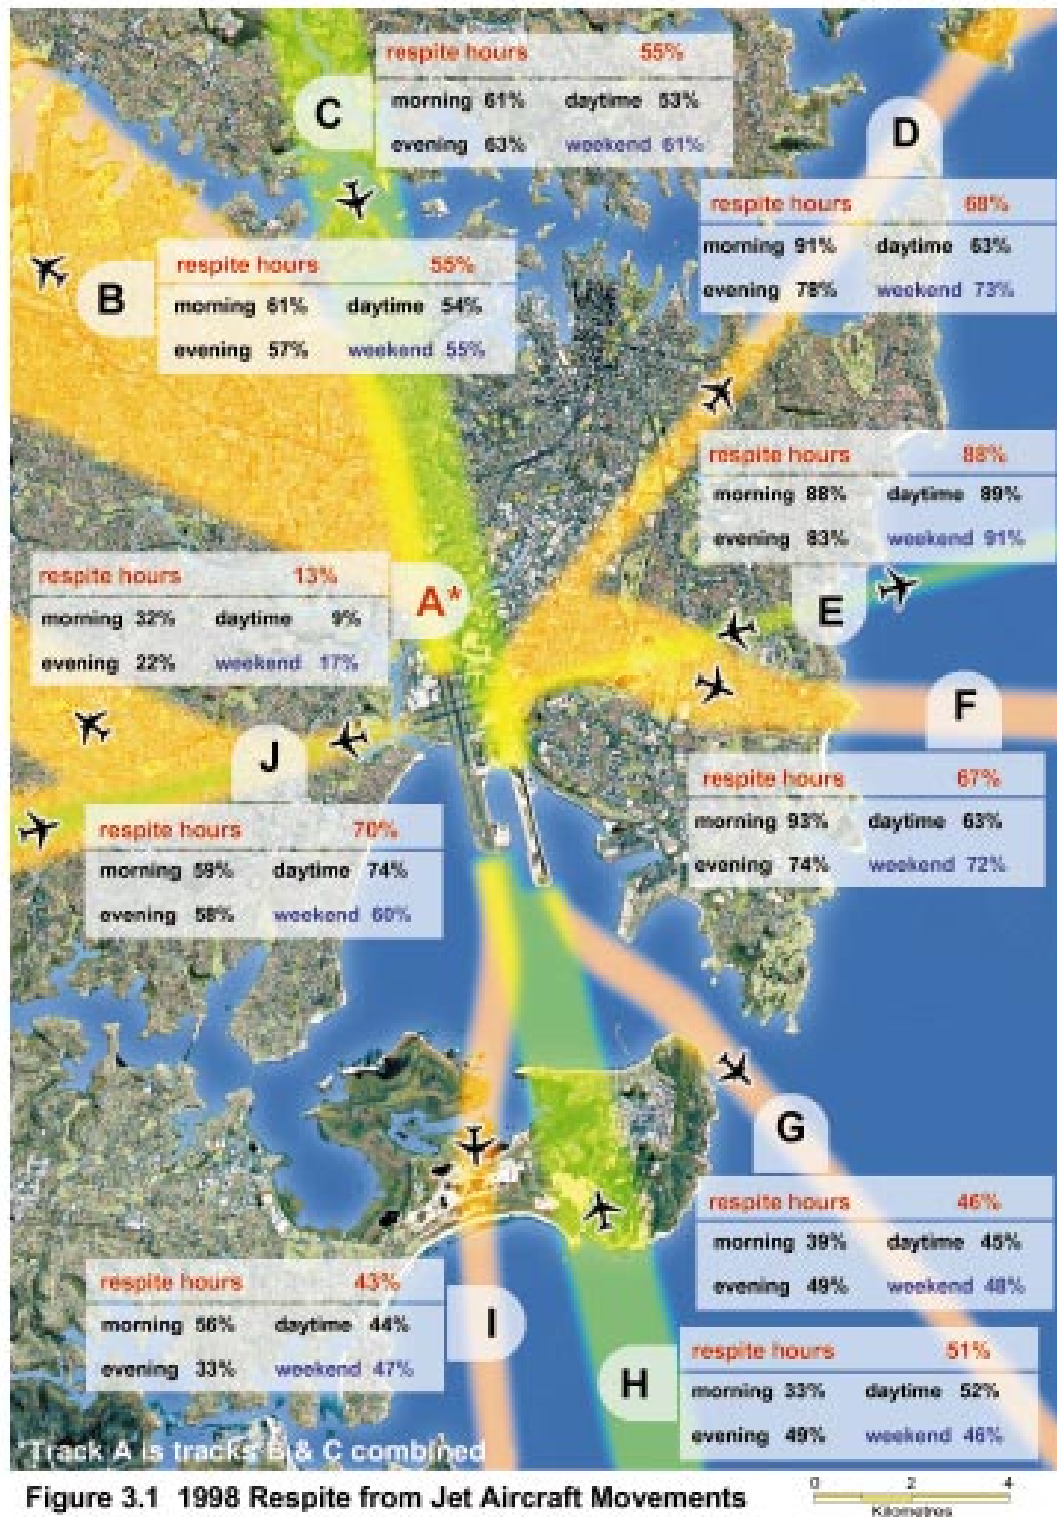 C
respite hours 55%
morning 61% daytime 53%
evening 63% weekend 61%
D
respite hours 68%
morning 91% daytime 63%
evening 78% weekend 73%
B
respite hours 55%
morning 61% daytime 54%
evening 57% weekend 55%
respite hours 88%
morning 88% daytime 89%
evening 83% weekend 91%
E
A*
respite hours 13%
morning 32% daytime 9%
evening 22% weekend 17%
F
respite hours 67%
morning 93% daytime 63%
evening 74% weekend 72%
J
respite hours 70%
morning 59% daytime 74%
evening 58% weekend 60%
G
respite hours 46%
morning 39% daytime 45%
evening 49% weekend 48%
I
respite hours 43%
morning 56% daytime 44%
evening 33% weekend 47%
H
respite hours 51%
morning 33% daytime 52%
evening 49% weekend 46%
*Track A is tracks B & C combined
Figure 3.1 1998 Respite from Jet Aircraft Movements
0 2 4
Kilometres